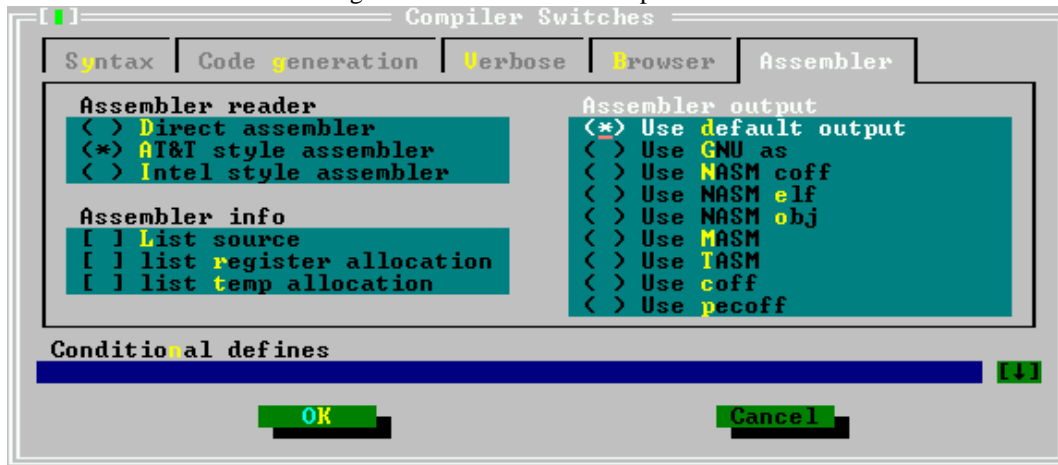 [ ] Compiler Switches
Syntax Code generation Verbose Browser Assembler
Assembler reader
( ) Direct assembler
(*) AT&T style assembler
( ) Intel style assembler
Assembler info
[ ] List source
[ ] list register allocation
[ ] list temp allocation
Assembler output
(*) Use default output
( ) Use GNU as
( ) Use NASM coff
( ) Use NASM elf
( ) Use NASM obj
( ) Use MASM
( ) Use TASM
( ) Use coff
( ) Use pecoff
Conditional defines
[↓]
OK Cancel